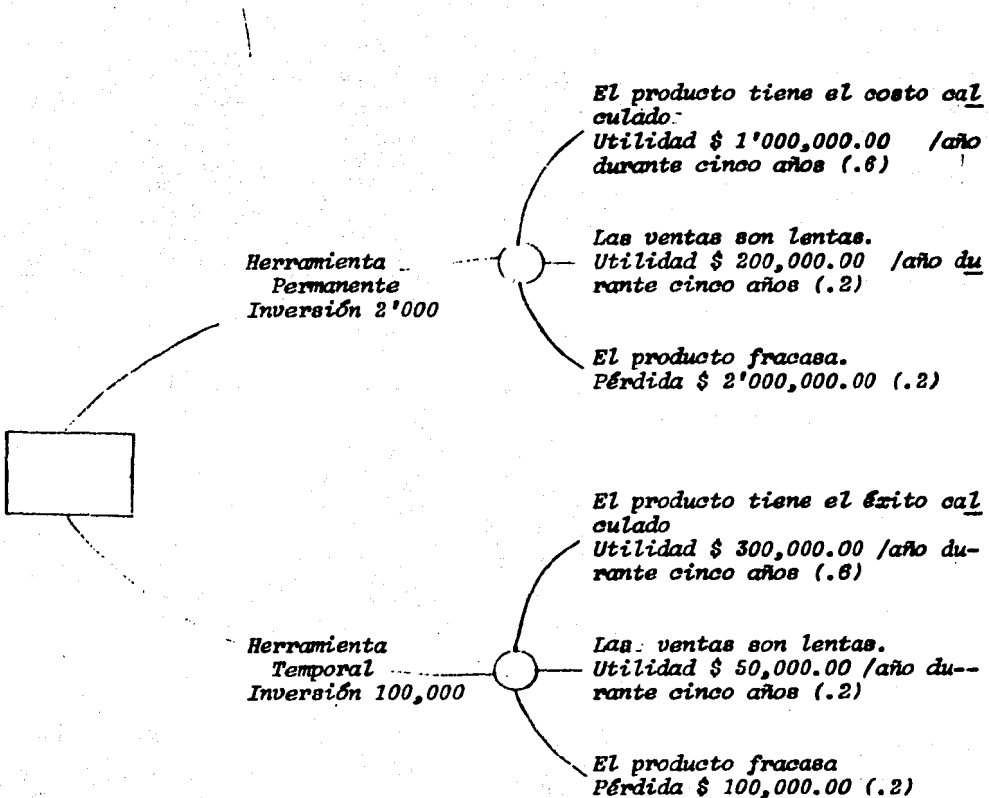 El producto tiene el costo cal
culado.
Utilidad $ 1'000,000.00 /año
durante cinco años (.6)
Las ventas son lentas.
Utilidad $ 200,000.00 /año du
rante cinco años (.2)
Herramienta
Permanente
Inversión 2'000
El producto fracasa.
Pérdida $ 2'000,000.00 (.2)
El producto tiene el éxito cal
culado
Utilidad $ 300,000.00 /año du-
rante cinco años (.6)
Herramienta
Temporal
Inversión 100,000
Las ventas son lentas.
Utilidad $ 50,000.00 /año du--
rante cinco años (.2)
El producto fracasa
Pérdida $ 100,000.00 (.2)